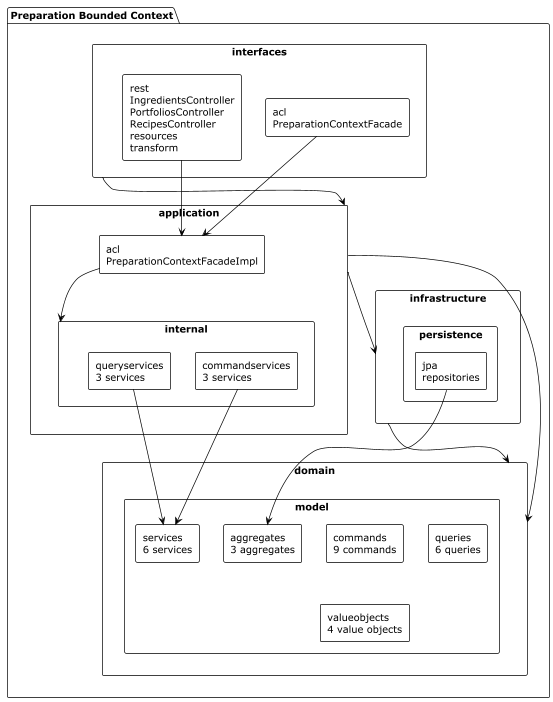 Preparation Bounded Context
interfaces
rest
IngredientsController
PortfoliosController
RecipesController
resources
transform
acl
PreparationContextFacade
application
acl
PreparationContextFacadeImpl
internal
queryservices
3 services
commandservices
3 services
infrastructure
persistence
jpa
repositories
domain
model
services
6 services
aggregates
3 aggregates
commands
9 commands
queries
6 queries
valueobjects
4 value objects